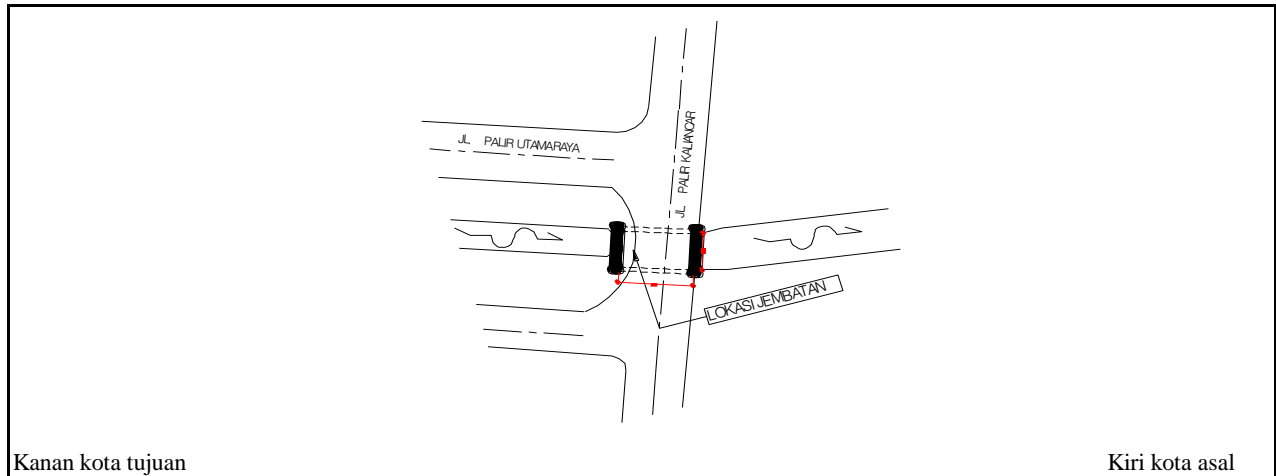 JL. PALIR UTAMARAYA
JL. PALIR KALIANCAR
LOKASI JEMBATAN
Kanan kota tujuan
Kiri kota asal